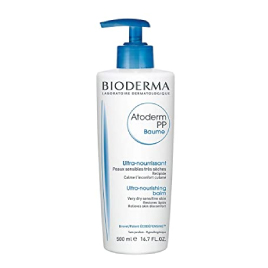 BIODERMA
LABORATOIRE DERMATOLOGIQUE
Atoderm
PP
Baume
Ultra-nourrissant
Peaux sensibles très sèches
Ultra-nourishing
balm
Very dry sensitive skin
500 ml e 16.7 FL. OZ.